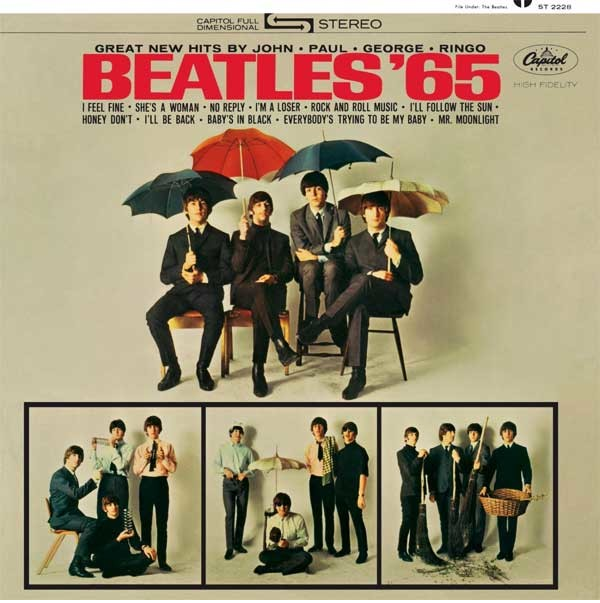 File Under: The Beatles
ST 2228
CAPITOL FULL DIMENSIONAL STEREO
GREAT NEW HITS BY JOHN • PAUL • GEORGE • RINGO
BEATLES '65
Capitol
RECORDS
HIGH FIDELITY
I FEEL FINE • SHE'S A WOMAN • NO REPLY • I'M A LOSER • ROCK AND ROLL MUSIC • I'LL FOLLOW THE SUN •
HONEY DON'T • I'LL BE BACK • BABY'S IN BLACK • EVERYBODY'S TRYING TO BE MY BABY • MR. MOONLIGHT